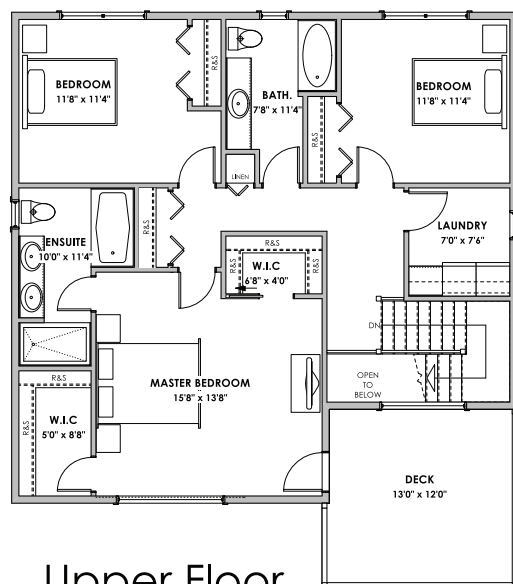 R&S
BEDROOM
11'8" x 11'4"
BATH.
7'8" x 11'4"
R&S
BEDROOM
11'8" x 11'4"
LINEN
ENSUITE
10'0" x 11'4"
R&S
LAUNDRY
7'0" x 7'6"
R&S
R&S
W.I.C
6'8" x 4'0"
R&S
DN
R&S
MASTER BEDROOM
15'8" x 13'8"
OPEN
TO
BELOW
R&S
W.I.C
5'0" x 8'8"
DECK
13'0" x 12'0"
Upper Floor